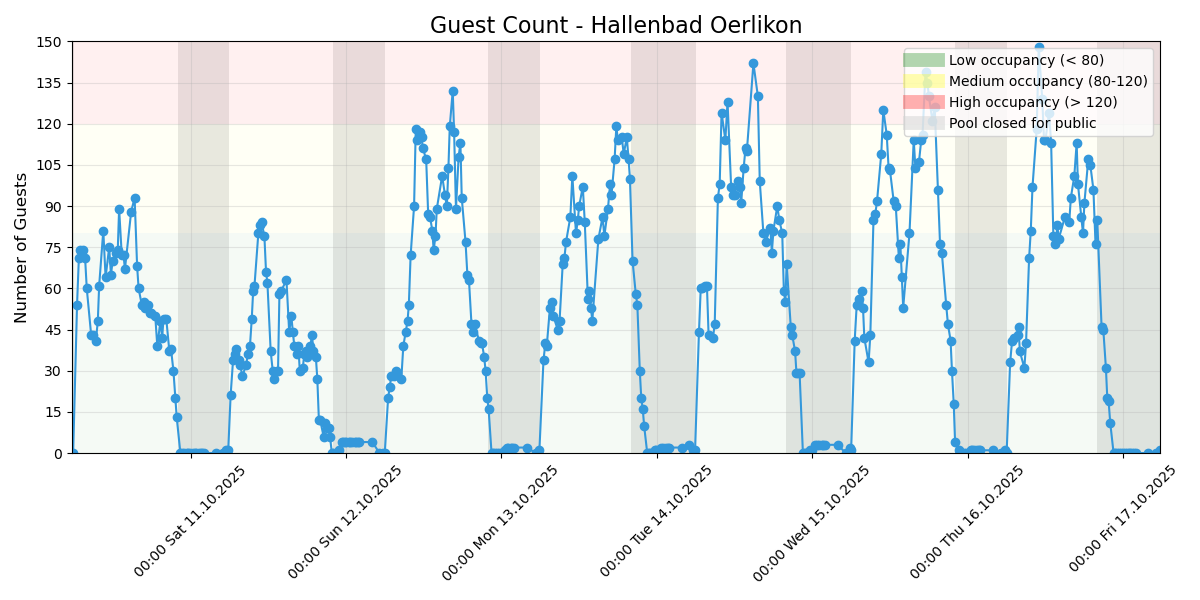 Guest Count - Hallenbad Oerlikon
Number of Guests
150
135
120
105
90
75
60
45
30
15
0
Low occupancy (< 80)
Medium occupancy (80-120)
High occupancy (> 120)
Pool closed for public
00:00 Sat 11.10.2025
00:00 Sun 12.10.2025
00:00 Mon 13.10.2025
00:00 Tue 14.10.2025
00:00 Wed 15.10.2025
00:00 Thu 16.10.2025
00:00 Fri 17.10.2025